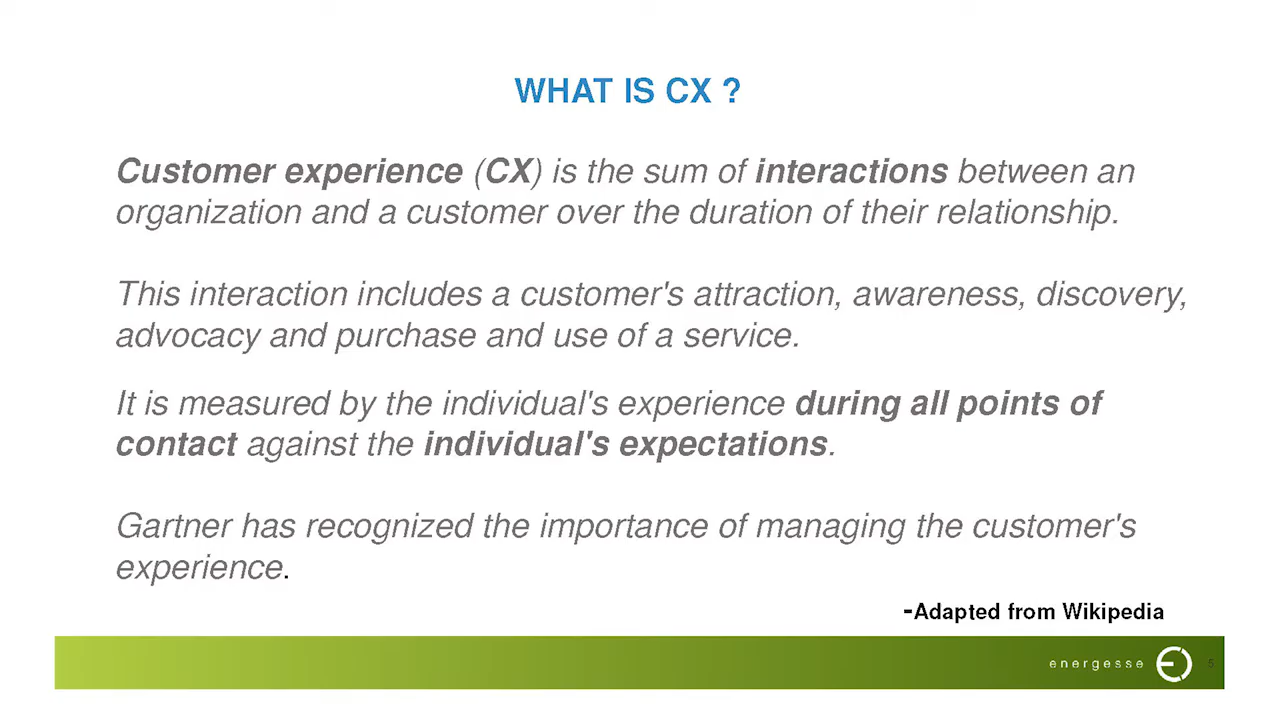 WHAT IS CX ?
Customer experience (CX) is the sum of interactions between an
organization and a customer over the duration of their relationship.
This interaction includes a customer's attraction, awareness, discovery,
advocacy and purchase and use of a service.
It is measured by the individual's experience during all points of
contact against the individual's expectations.
Gartner has recognized the importance of managing the customer's
experience.
-Adapted from Wikipedia
energesse
5